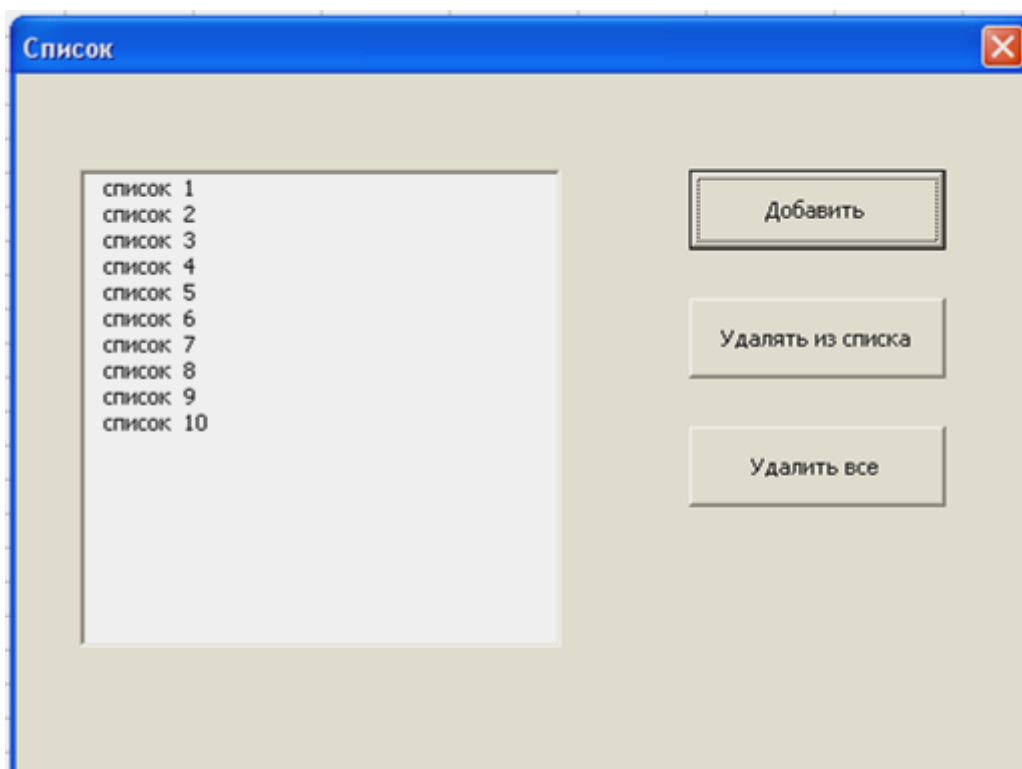 Список
список 1
список 2
список 3
список 4
список 5
список 6
список 7
список 8
список 9
список 10
Добавить
Удалять из списка
Удалить все